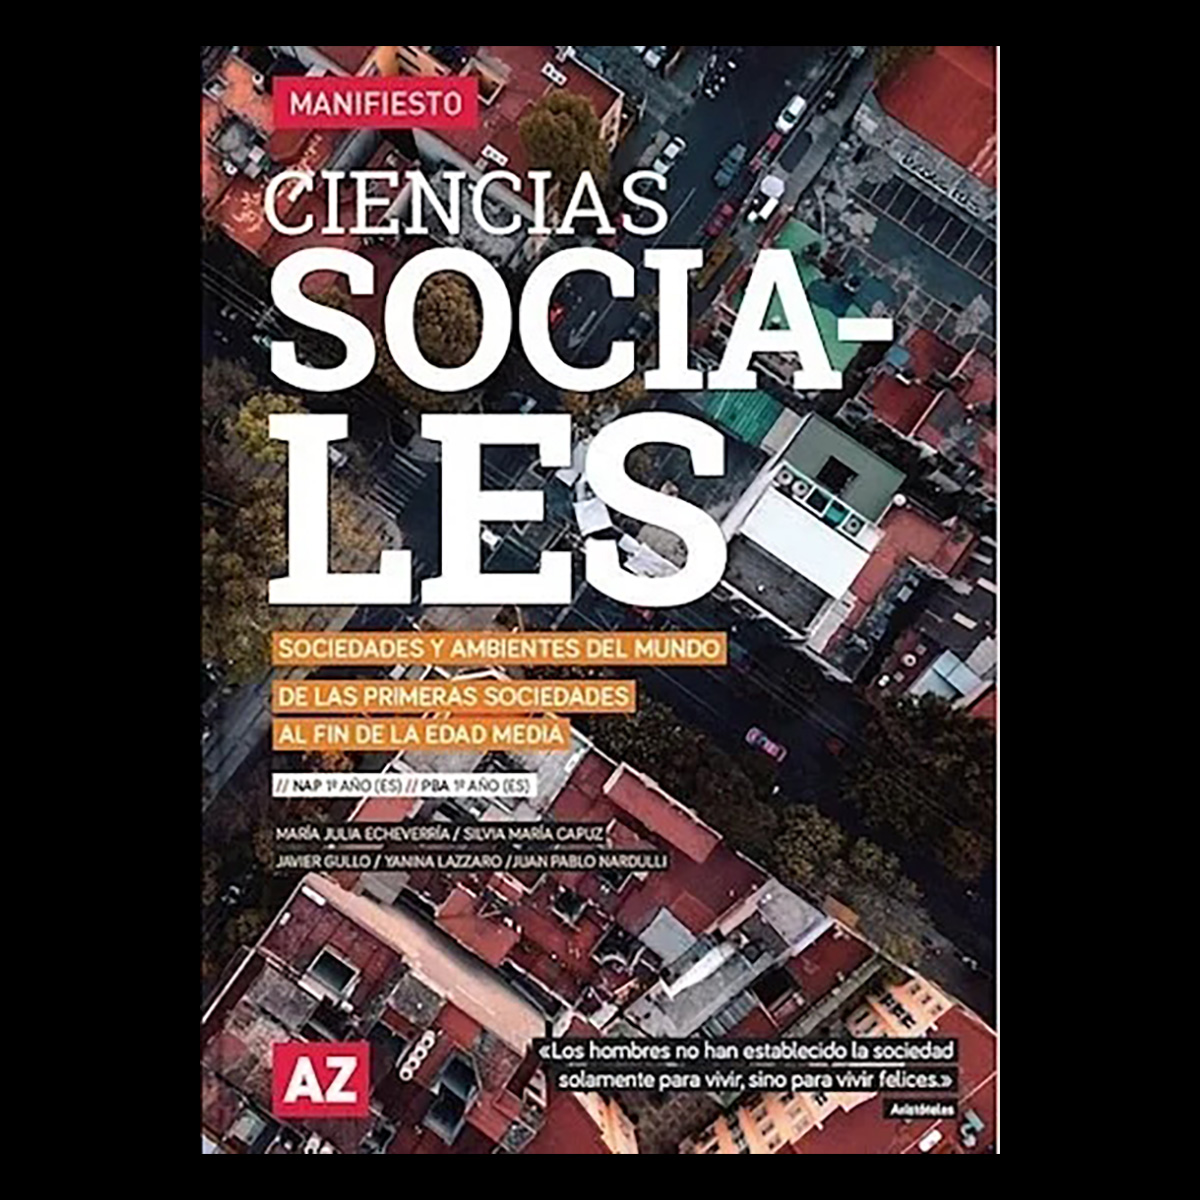 MANIFIESTO
CIENCIAS
SOCIA-
LES
SOCIEDADES Y AMBIENTES DEL MUNDO
DE LAS PRIMERAS SOCIEDADES
AL FIN DE LA EDAD MEDIA
// NAP 1º AÑO (ES) // PBA 1º AÑO (ES)
MARÍA JULIA ECHEVERRÍA / SILVIA MARÍA CAPUZ
JAVIER GULLO / YANINA LAZZARO /JUAN PABLO NARDULLI
«Los hombres no han establecido la sociedad
solamente para vivir, sino para vivir felices.»
Aristóteles
AZ